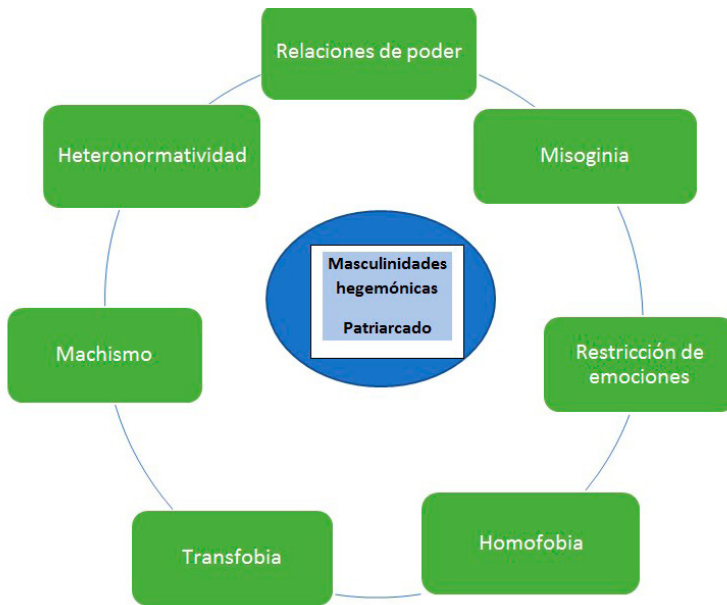 Relaciones de poder
Misoginia
Restricción de
emociones
Homofobia
Transfobia
Machismo
Heteronormatividad
Masculinidades
hegemónicas
Patriarcado